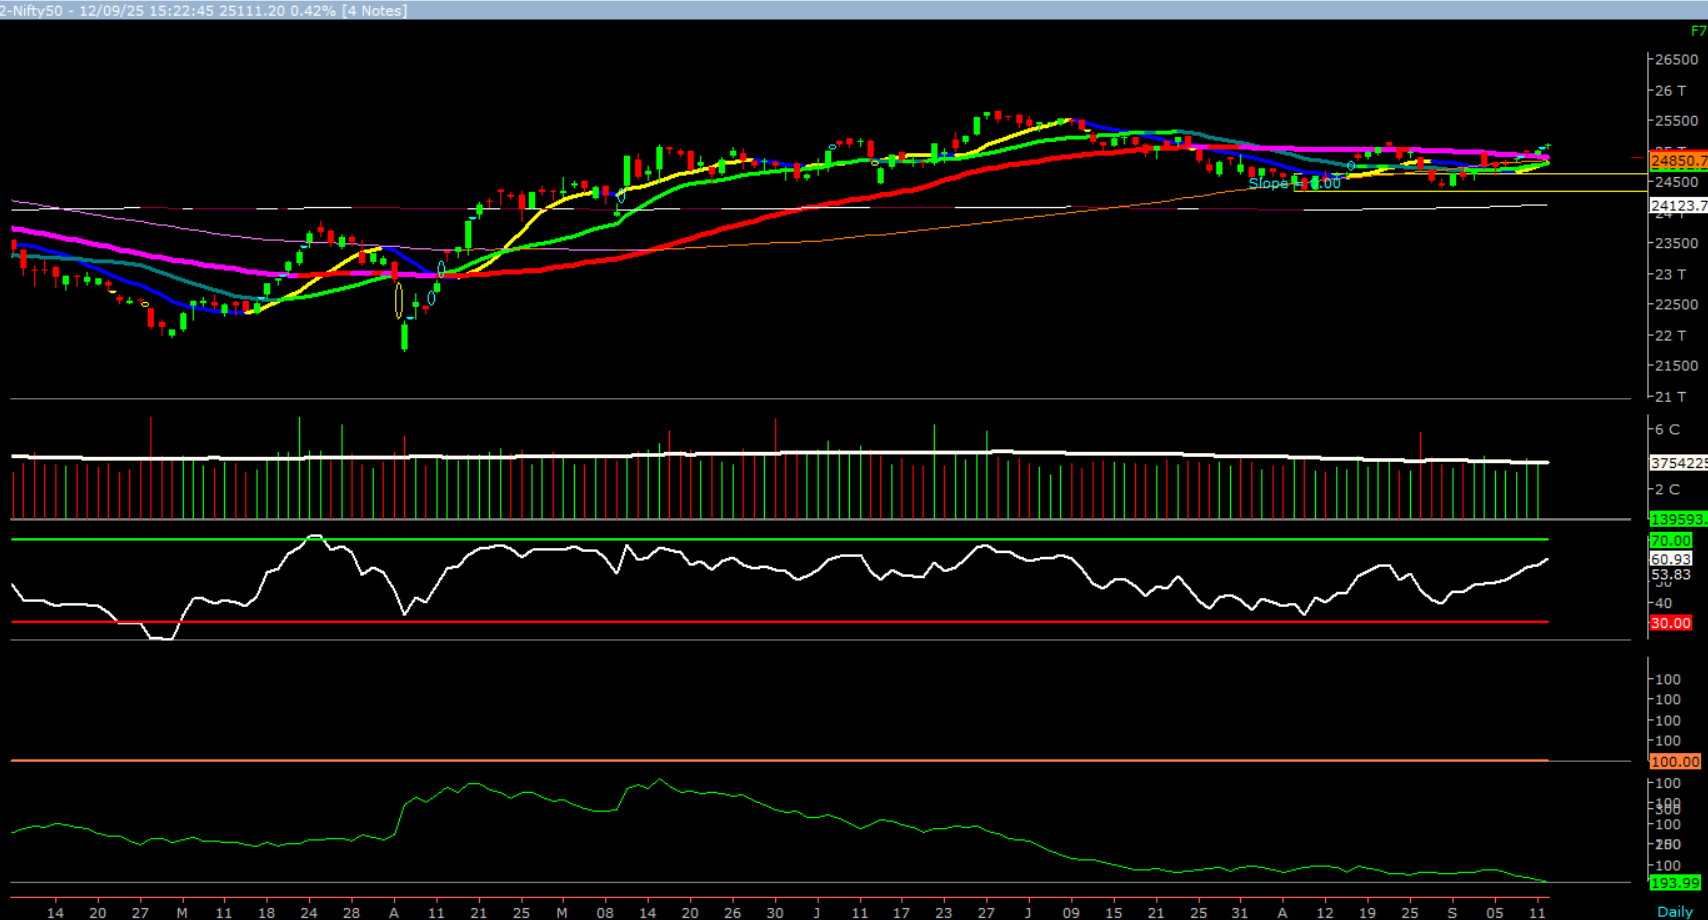 2-Nifty50 - 12/09/25 15:22:45 25111.20 0.42% [4 Notes]
F7
26500
26 T
25500
24850.7
24500
24123.7
23500
23 T
22500
22 T
21500
21 T
6 C
3754225
2 C
139593.
70.00
60.93
53.83
40
30.00
100
100
100
100
100.00
100
100
100
193.99
14 20 27 M 11 18 24 28 A 11 21 25 M 08 14 20 26 30 J 11 17 23 27 J 09 15 21 25 31 A 12 19 25 S 05 11
Daily